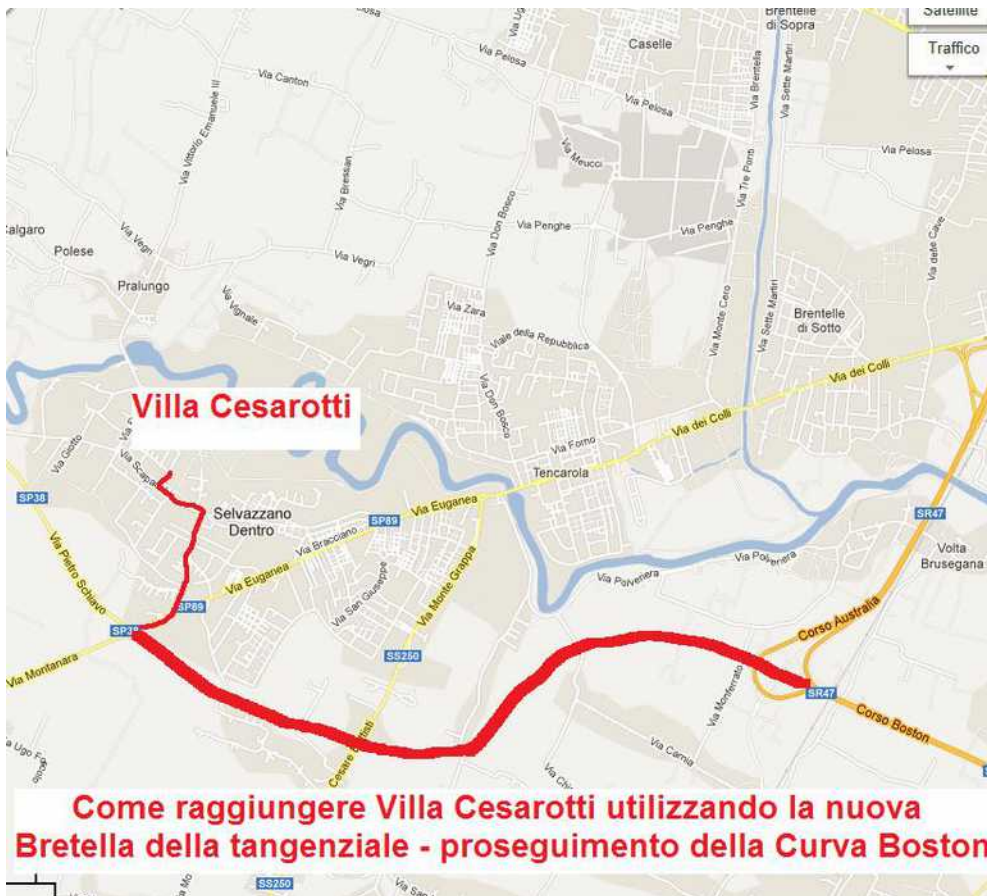 Satellite
Traffico
Brentelle
di Sopra
Caselle
Via Pelosa
Via Canton
Via Vittorio Emanuele III
Via Bressan
Via Pelosa
Via Brentella
Via Sette Martiri
Via Meucci
Via Tre Ponti
Via Pelosa
Via delle Cave
Via Don Bosco
Via Penghe
Via Penghe
Calgaro
Polese
Via Vegri
Via Vegri
Pralungo
Via Vignale
Via Zara
Viale della Repubblica
Via Monte Cero
Via Sette Martiri
Brentelle
di Sotto
Via dei Colli
Villa Cesarotti
Via Don Bosco
Via dei Colli
Via Giotto
Via Forno
Tencarola
SP38
Selvazzano
Dentro
SP89
Via Euganea
Via Bracciano
SR47
Volta
Brusegana
Via Pietro Schiavo
Via Euganea
Via San Giuseppe
Via Monte Grappa
Via Polvenera
Via Polvenera
SP89
SP38
Corso Australia
Via Montanara
SS250
Via Monferrato
SR47
Corso Boston
Via Carnia
Come raggiungere Villa Cesarotti utilizzando la nuova
Bretella della tangenziale - proseguimento della Curva Boston
SS250